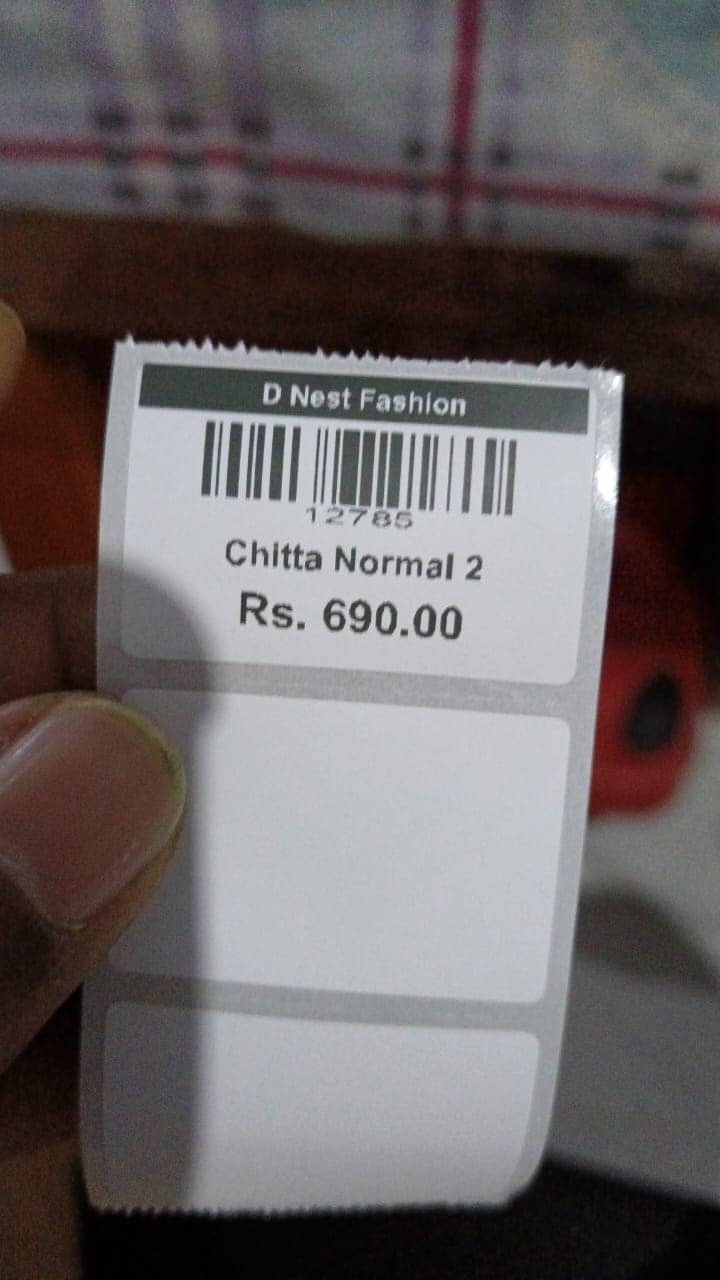 D Nest Fashion
12785
Chitta Normal 2
Rs. 690.00